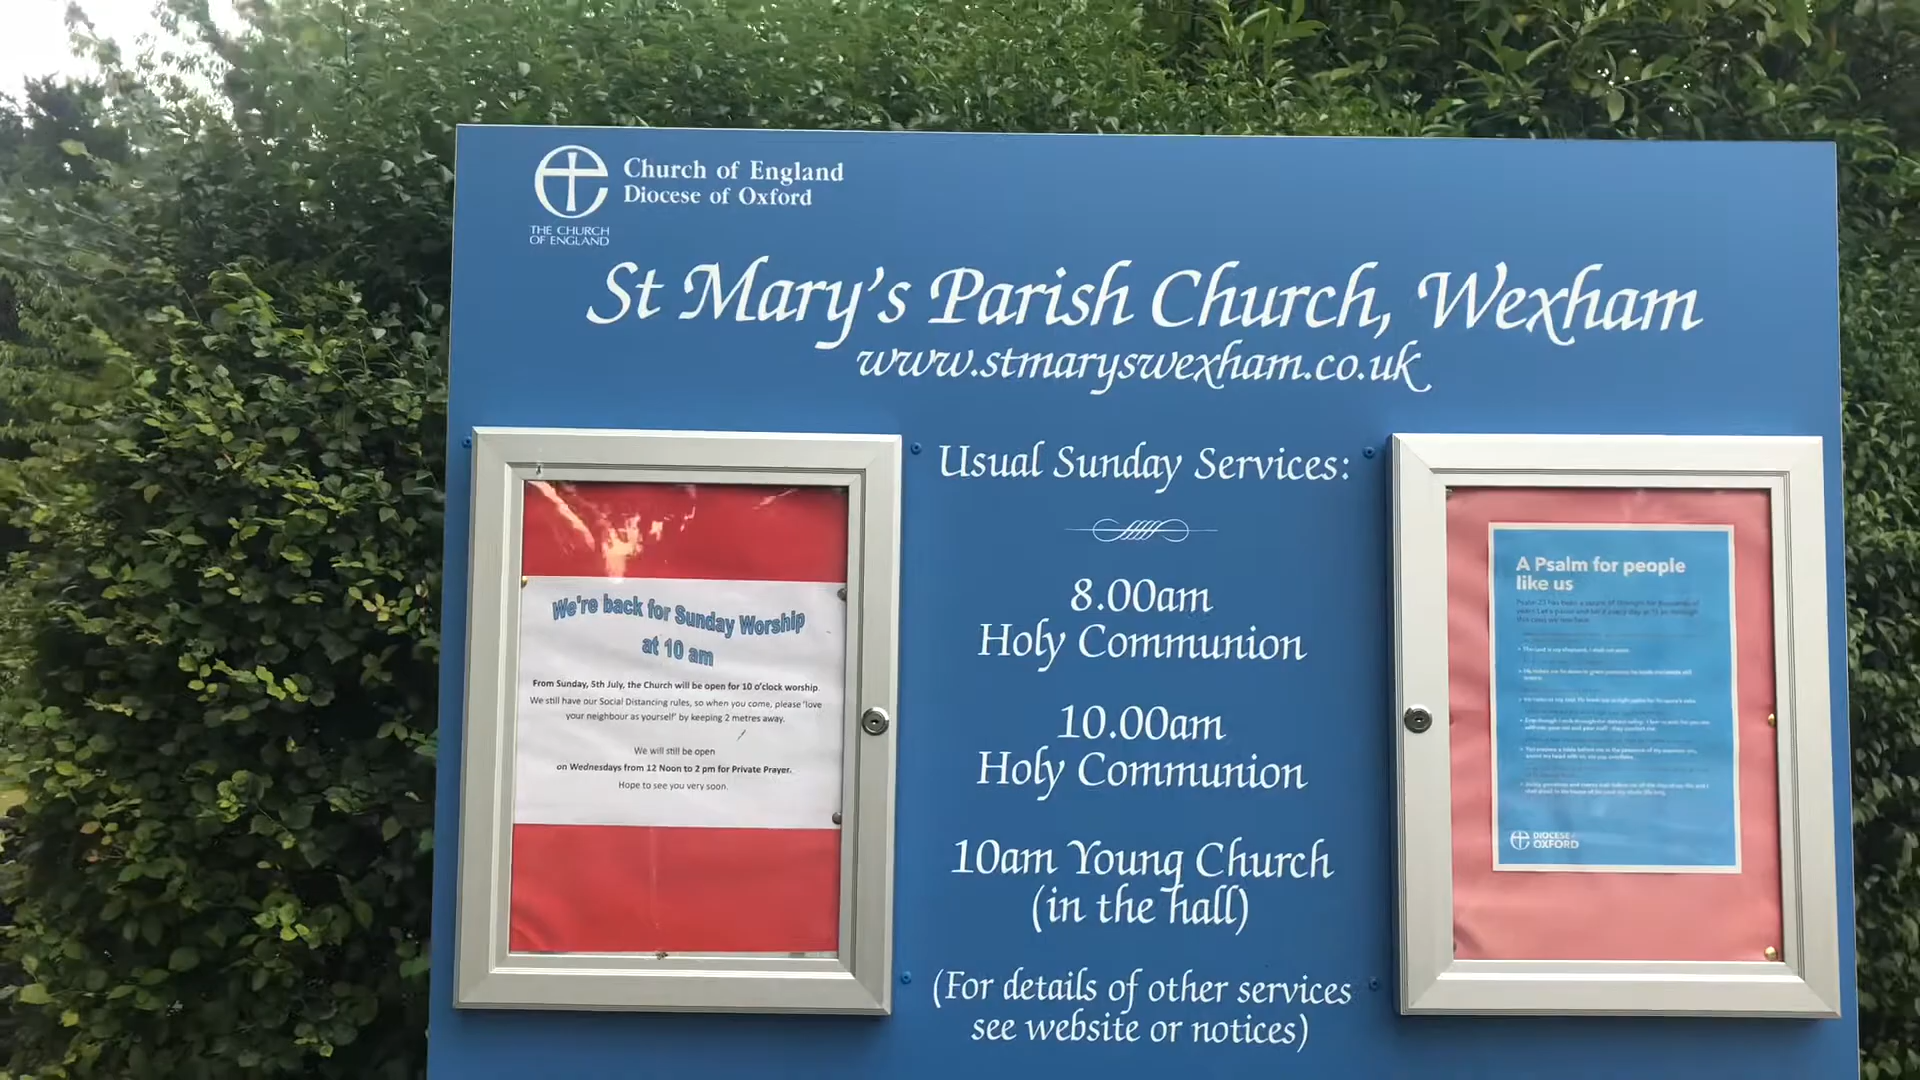 Church of England
Diocese of Oxford
THE CHURCH
OF ENGLAND
St Mary's Parish Church, Wexham
www.stmaryswexham.co.uk
We're back for Sunday Worship
at 10 am
From Sunday, 5th July, the Church will be open for 10 o'clock worship.
We still have our Social Distancing rules, so when you come, please 'love
your neighbour as yourself' by keeping 2 metres away.
We will still be open
on Wednesdays from 12 Noon to 2 pm for Private Prayer.
Hope to see you very soon.
Usual Sunday Services:
8.00am
Holy Communion
10.00am
Holy Communion
10am Young Church
(in the hall)
(For details of other services
see website or notices)
A Psalm for people
like us
DIOCESE OF
OXFORD